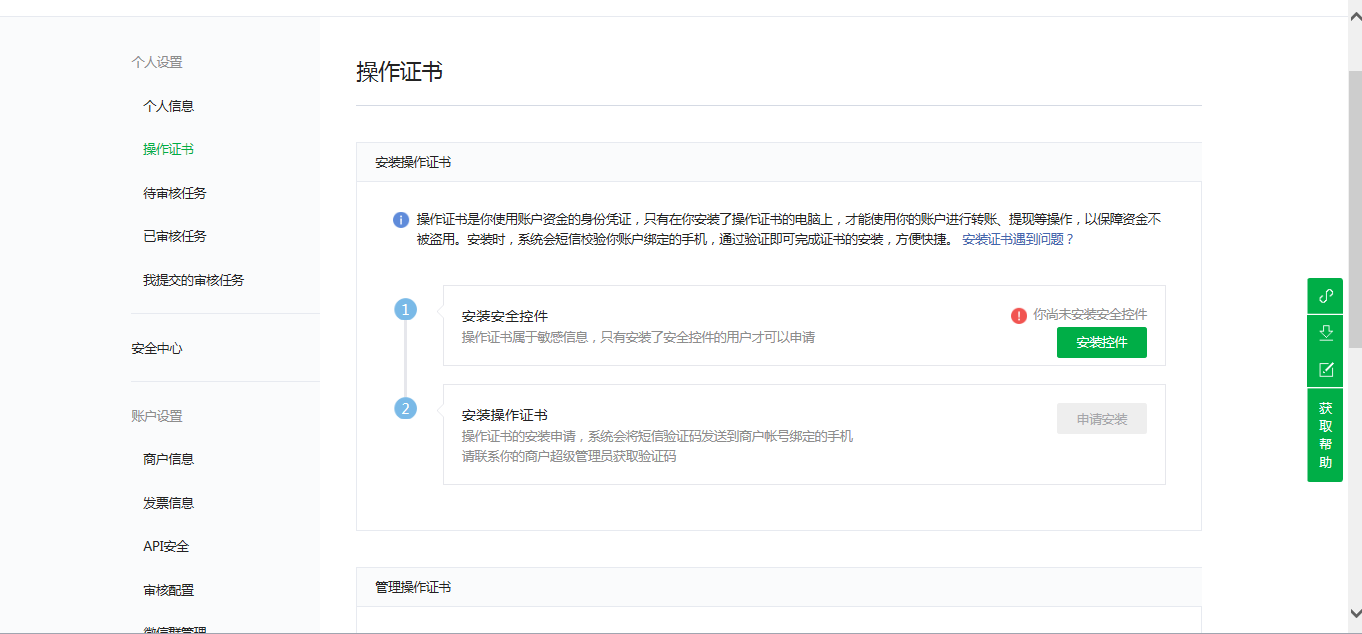 个人设置
个人信息
操作证书
待审核任务
已审核任务
我提交的审核任务
安全中心
账户设置
商户信息
发票信息
API安全
审核配置
微信群管理
操作证书
安装操作证书
操作证书是你使用账户资金的身份凭证，只有在你安装了操作证书的电脑上，才能使用你的账户进行转账、提现等操作，以保障资金不
被盗用。安装时，系统会短信校验你账户绑定的手机，通过验证即可完成证书的安装，方便快捷。 安装证书遇到问题？
1
安装安全控件
操作证书属于敏感信息，只有安装了安全控件的用户才可以申请
你尚未安装安全控件
安装控件
2
安装操作证书
操作证书的安装申请，系统会将短信验证码发送到商户帐号绑定的手机
请联系你的商户超级管理员获取验证码
申请安装
管理操作证书
获
取
帮
助